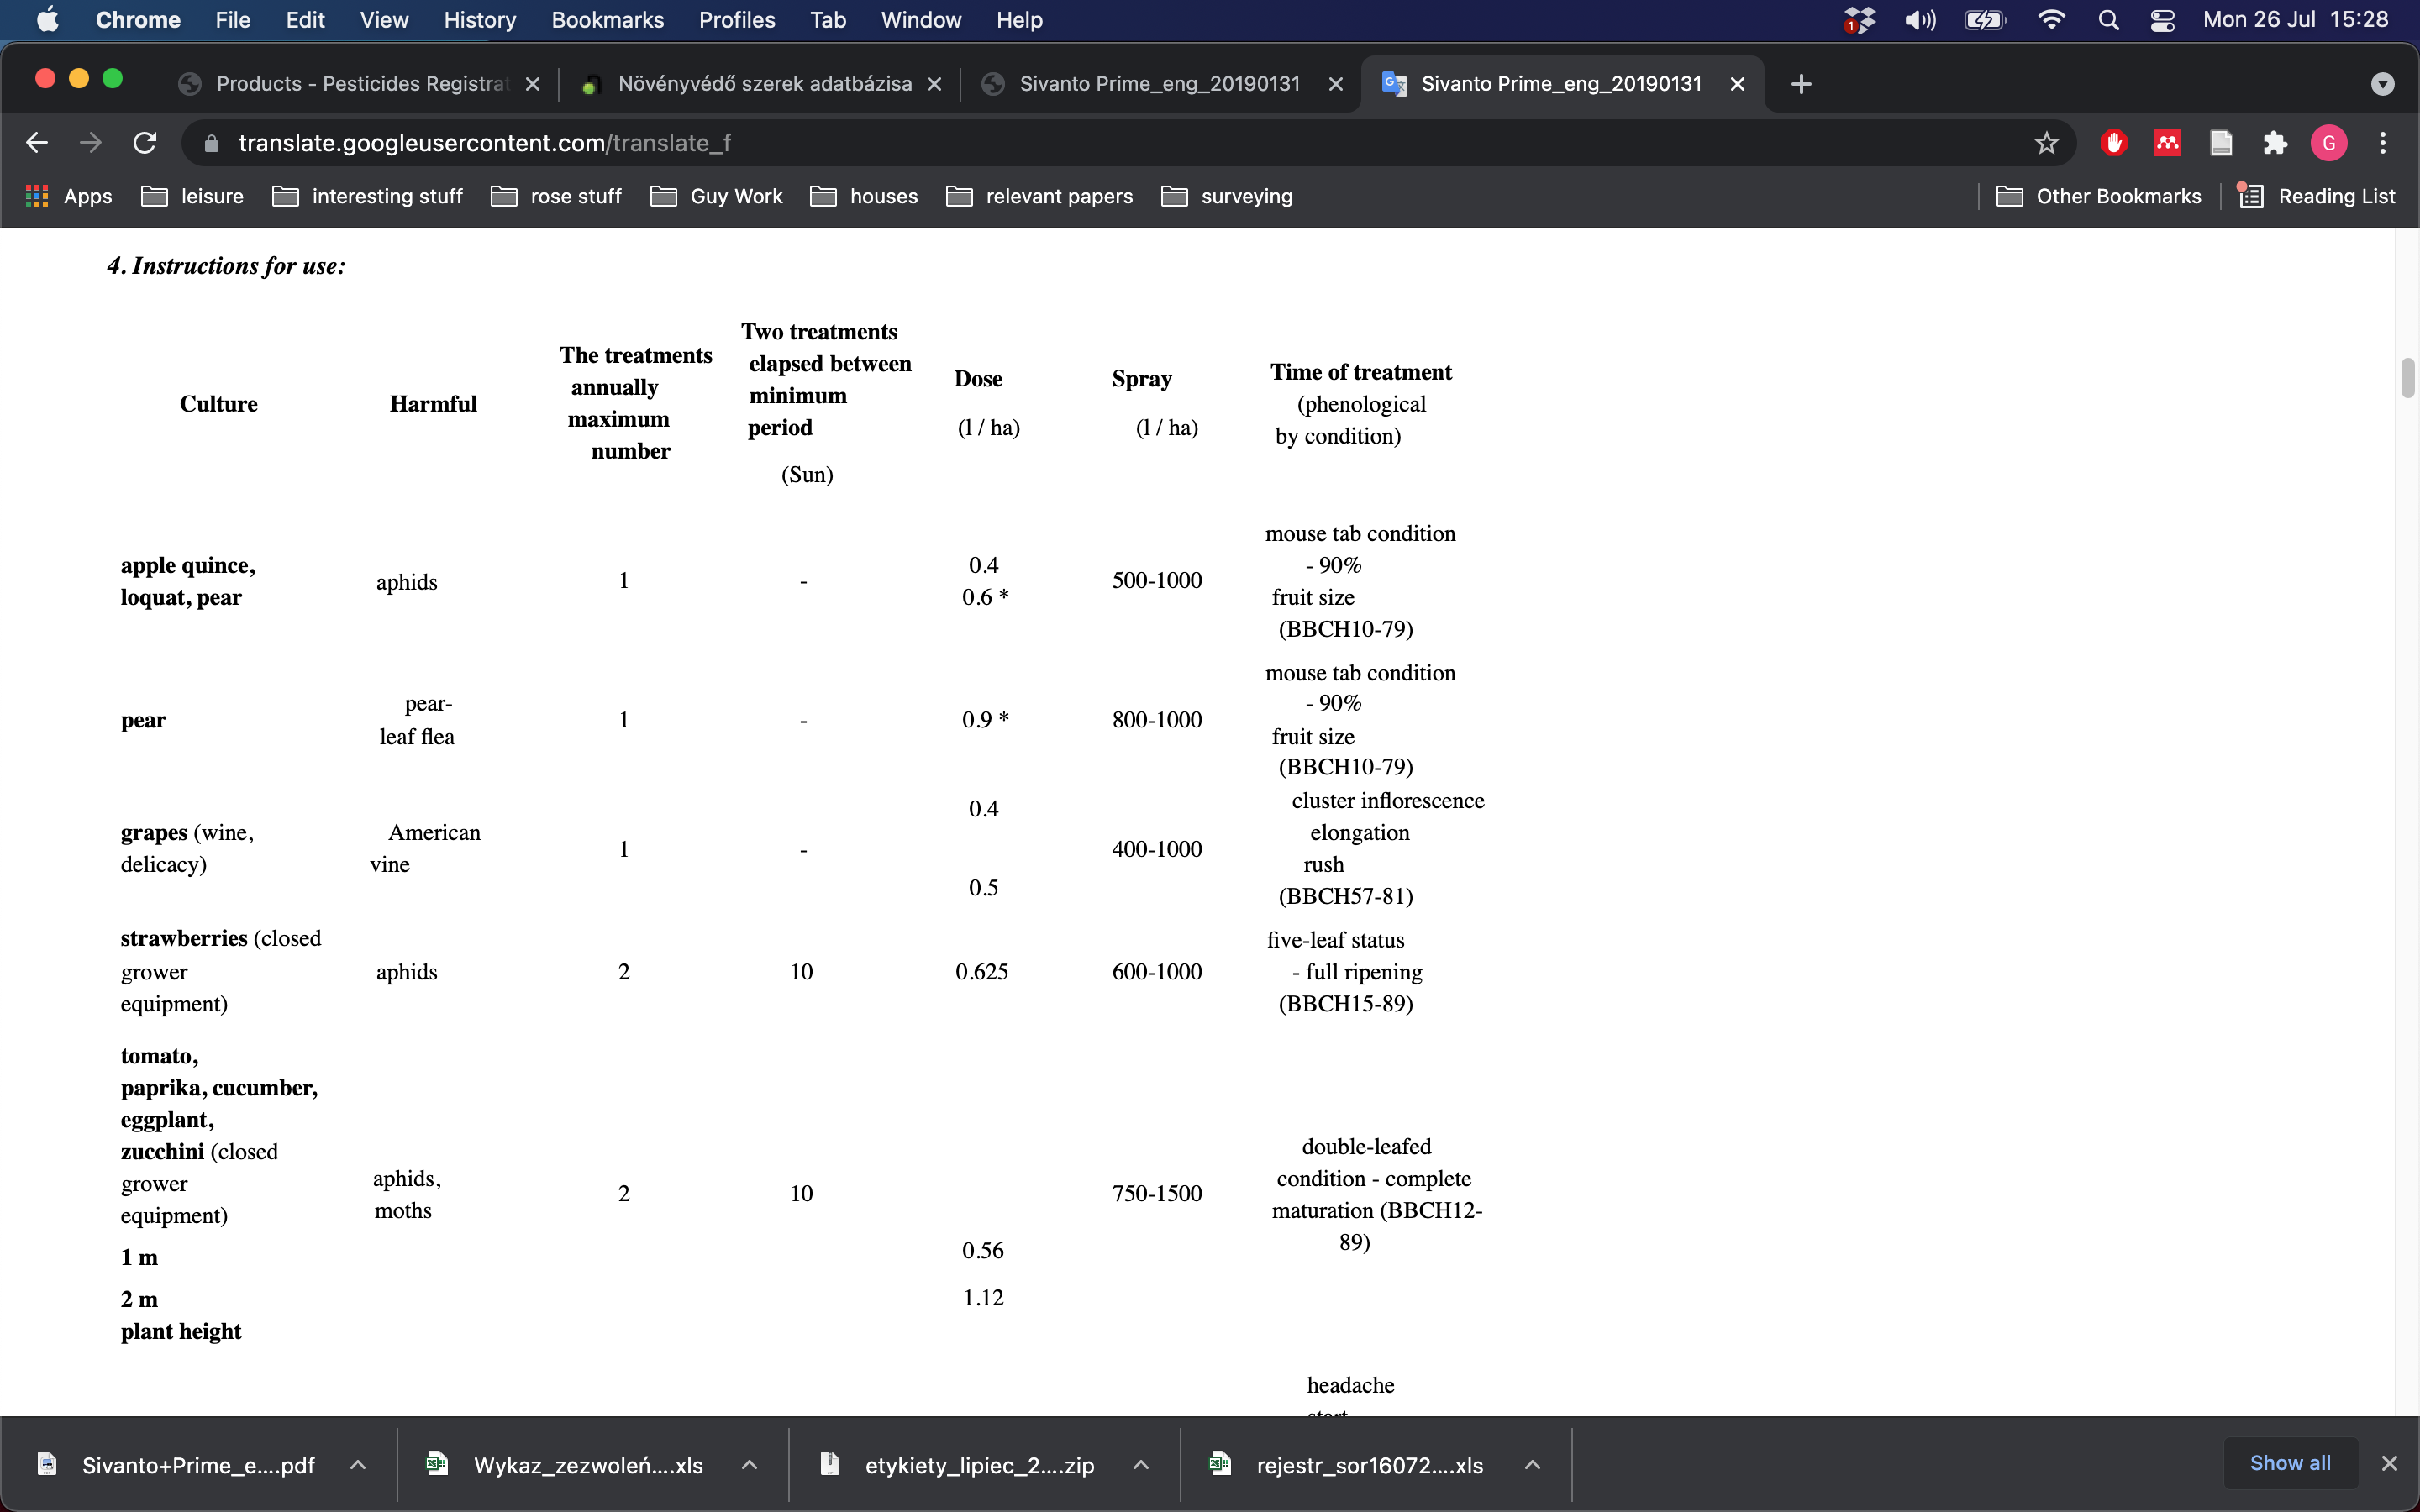 Chrome File Edit View History Bookmarks Profiles Tab Window Help 1 Mon 26 Jul 15:28
Products - Pesticides Registrat Növényvédő szerek adatbázisa Sivanto Prime_eng_20190131 Sivanto Prime_eng_20190131
translate.googleusercontent.com/translate_f G
Apps leisure interesting stuff rose stuff Guy Work houses relevant papers surveying Other Bookmarks Reading List
4. Instructions for use:
Culture
Harmful
The treatments
annually
maximum
number
Two treatments
elapsed between
minimum
period
(Sun)
Dose
(l / ha)
Spray
(l / ha)
Time of treatment
(phenological
by condition)
apple quince,
loquat, pear
aphids
1
-
0.4
0.6 *
500-1000
mouse tab condition
- 90%
fruit size
(BBCH10-79)
pear
pear-
leaf flea
1
-
0.9 *
800-1000
mouse tab condition
- 90%
fruit size
(BBCH10-79)
grapes (wine,
delicacy)
American
vine
1
-
0.4
0.5
400-1000
cluster inflorescence
elongation
rush
(BBCH57-81)
strawberries (closed
grower
equipment)
aphids
2
10
0.625
600-1000
five-leaf status
- full ripening
(BBCH15-89)
tomato,
paprika, cucumber,
eggplant,
zucchini (closed
grower
equipment)
1 m
2 m
plant height
aphids,
moths
2
10
0.56
1.12
750-1500
double-leafed
condition - complete
maturation (BBCH12-
89)
headache
start
Sivanto+Prime_e....pdf Wykaz_zezwoleń....xls etykiety_lipiec_2....zip rejestr_sor16072....xls Show all